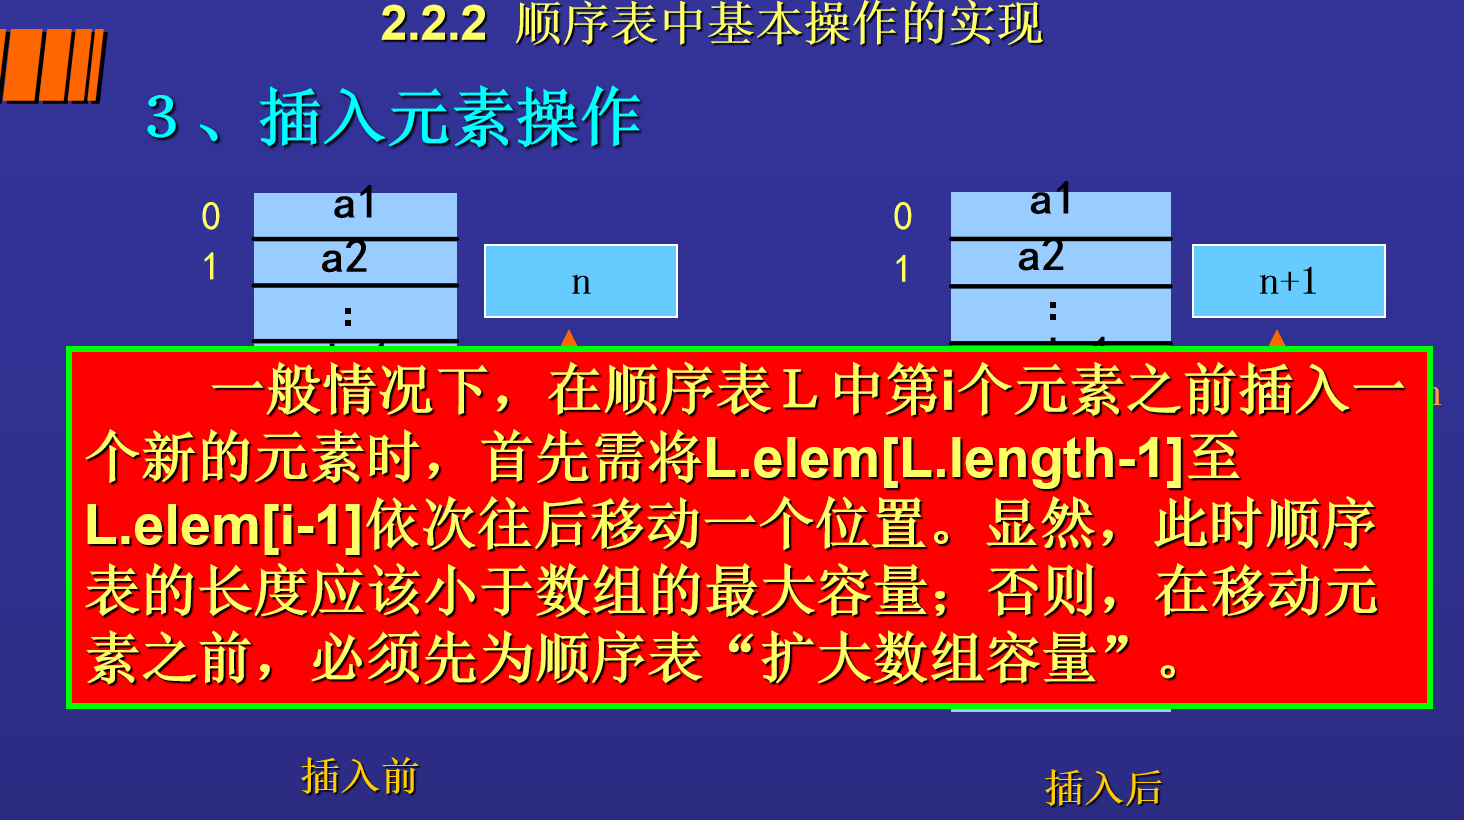 2.2.2 顺序表中基本操作的实现
3、插入元素操作
0
a1
1
a2
n
:
0
a1
1
a2
n+1
:
一般情况下，在顺序表L中第i个元素之前插入一
个新的元素时，首先需将L.elem[L.length-1]至
L.elem[i-1]依次往后移动一个位置。显然，此时顺序
表的长度应该小于数组的最大容量；否则，在移动元
素之前，必须先为顺序表“扩大数组容量”。
插入前
插入后